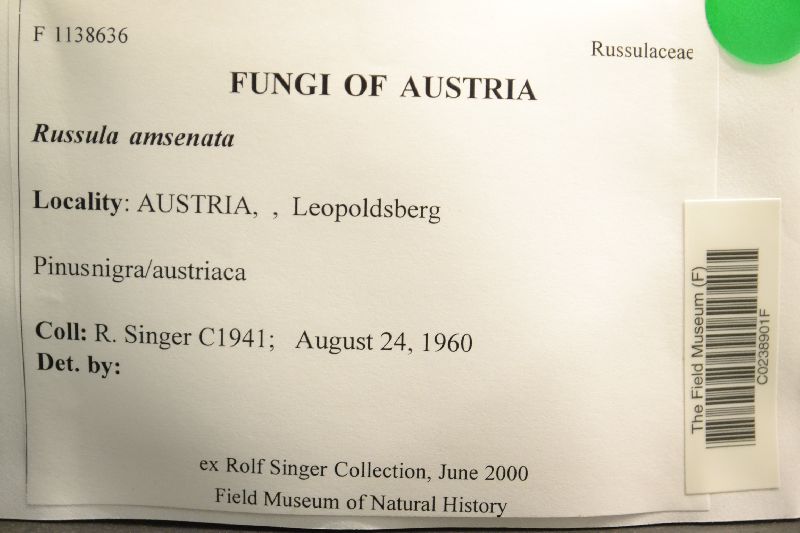 F 1138636
Russulaceae
FUNGI OF AUSTRIA
Russula amsenata
Locality: AUSTRIA, , Leopoldsberg
Pinusnigra/austriaca
Coll: R. Singer C1941; August 24, 1960
Det. by:
ex Rolf Singer Collection, June 2000
Field Museum of Natural History
The Field Museum (F)
C0238901F